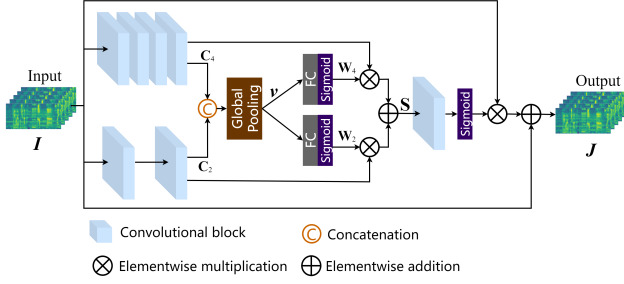 Input
I
C4
C
C2
Global
Pooling
v
FC
Sigmoid
W4
FC
Sigmoid
W2
S
Sigmoid
Output
J
Convolutional block
C Concatenation
Elementwise multiplication
Elementwise addition